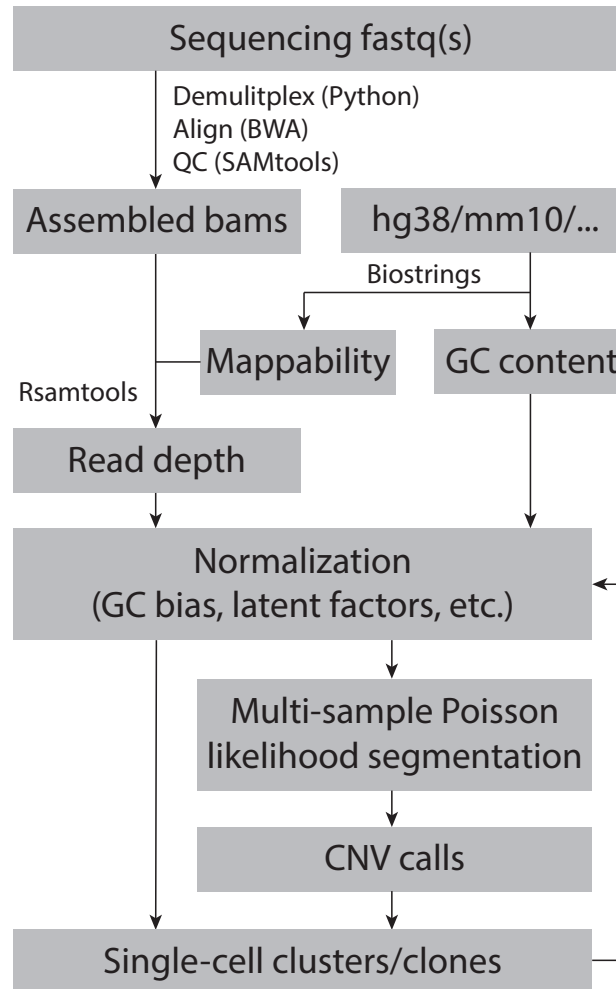 Sequencing fastq(s)
Demulitplex (Python)
Align (BWA)
QC (SAMtools)
Assembled bams
hg38/mm10/...
Biostrings
Mappability
GC content
Rsamtools
Read depth
Normalization
(GC bias, latent factors, etc.)
Multi-sample Poisson
likelihood segmentation
CNV calls
Single-cell clusters/clones